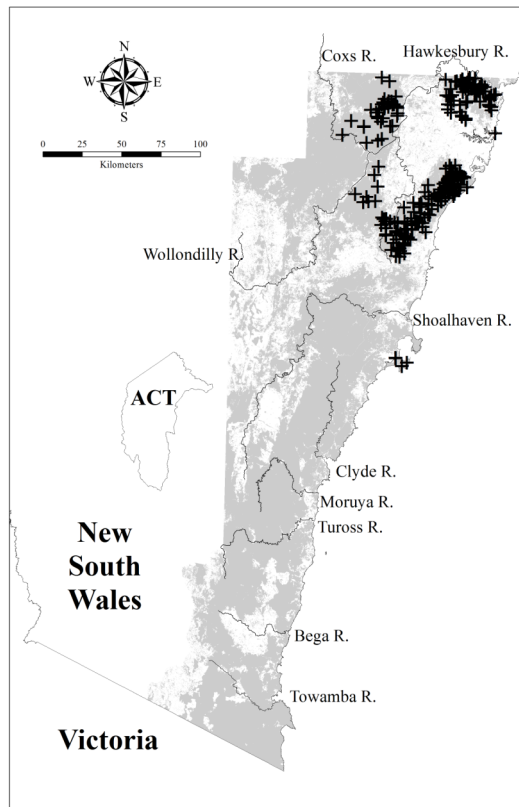 Coxs R.
Hawkesbury R.
N
W
E
S
0
25
50
100
Kilometers
Wollondilly R.
Shoalhaven R.
ACT
Clyde R.
Moruya R.
Tuross R.
New
South
Wales
Bega R.
Towamba R.
Victoria